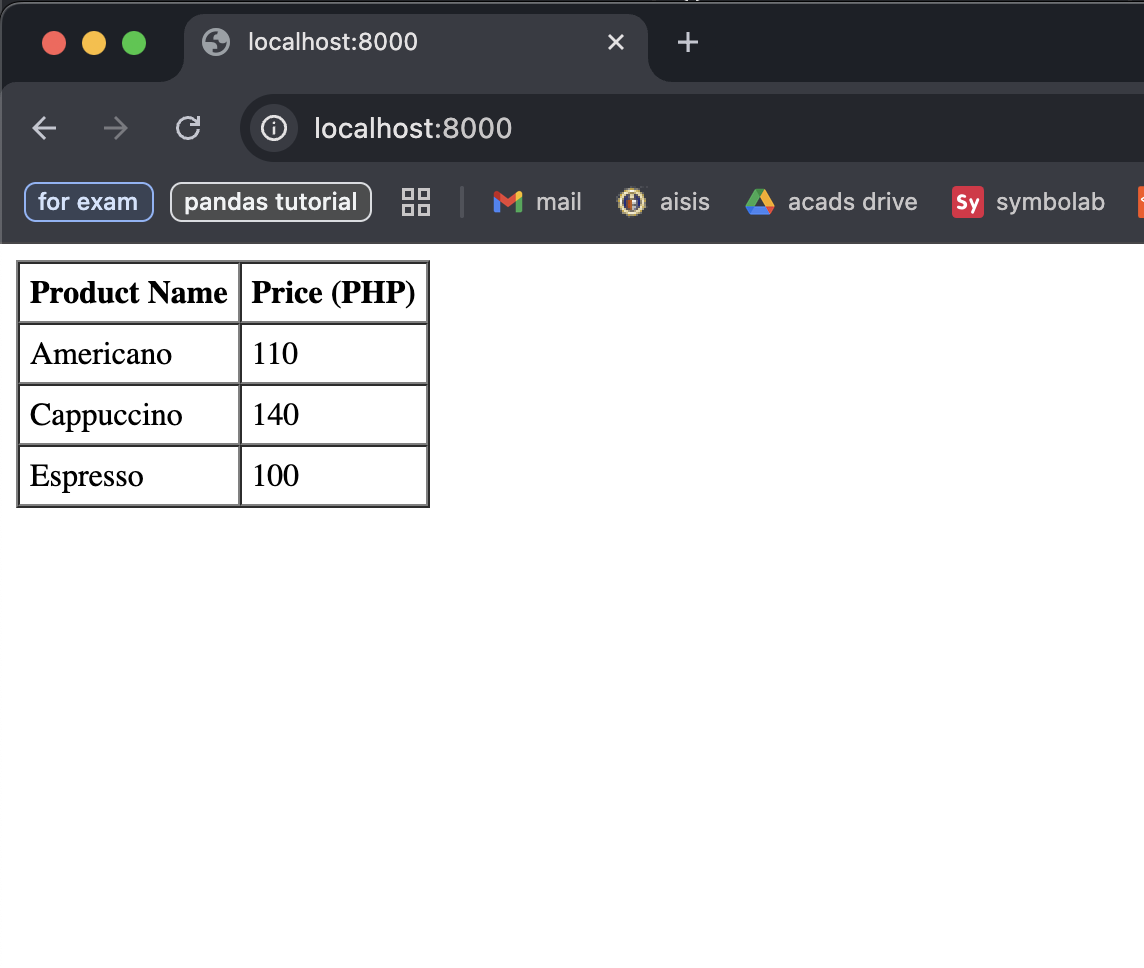 localhost:8000
localhost:8000
for exam pandas tutorial mail aisis acads drive Sy symbolab
Product Name Price (PHP)
Americano 110
Cappuccino 140
Espresso 100